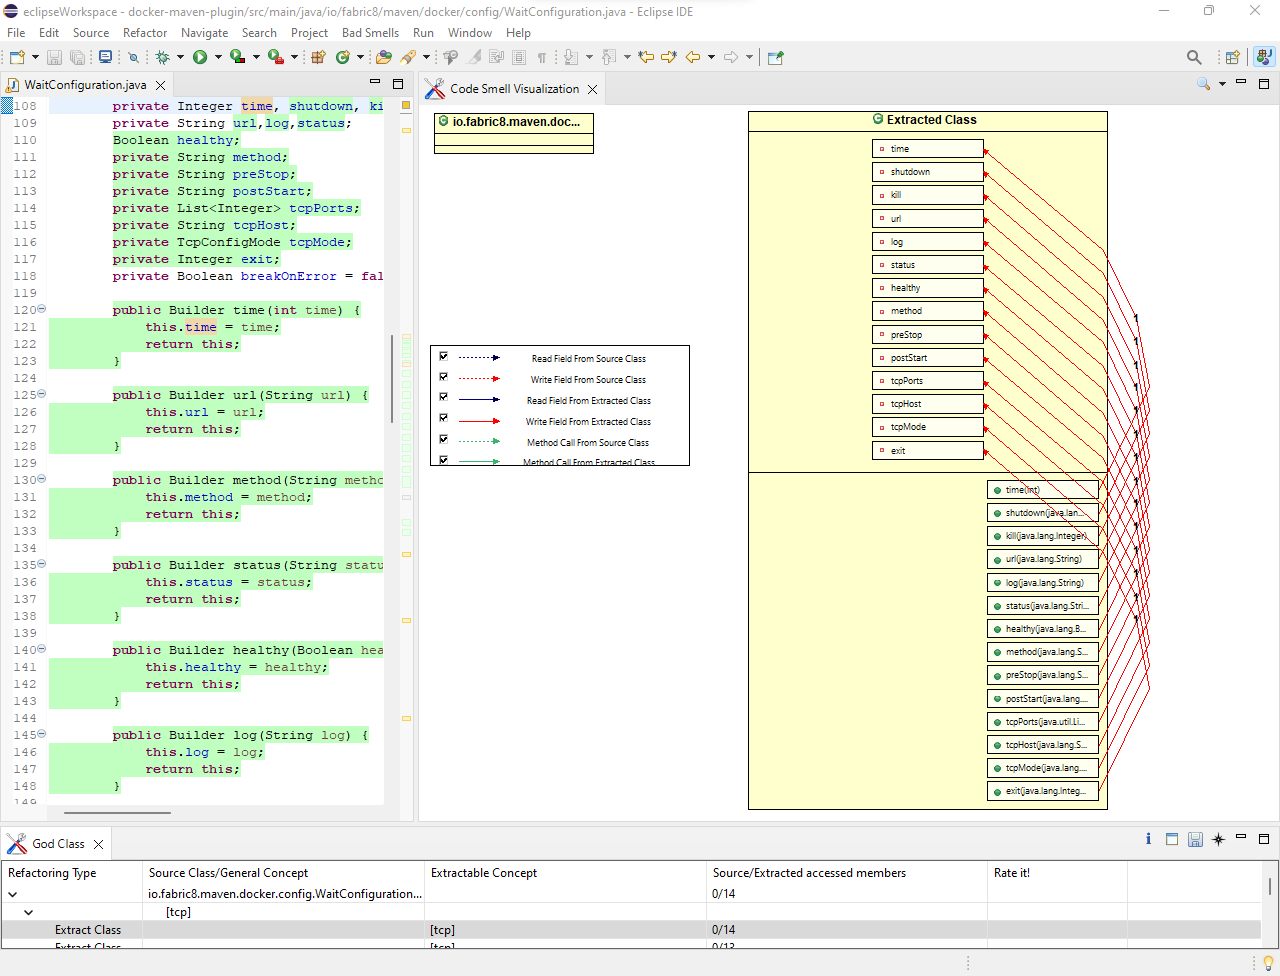 eclipseWorkspace - docker-maven-plugin/src/main/java/io/fabric8/maven/docker/config/WaitConfiguration.java - Eclipse IDE
File Edit Source Refactor Navigate Search Project Bad Smells Run Window Help
WaitConfiguration.java
108 private Integer time, shutdown, ki
109 private String url,log,status;
110 Boolean healthy;
111 private String method;
112 private String preStop;
113 private String postStart;
114 private List<Integer> tcpPorts;
115 private String tcpHost;
116 private TcpConfigMode tcpMode;
117 private Integer exit;
118 private Boolean breakOnError = fal
119
120 public Builder time(int time) {
121 this.time = time;
122 return this;
123 }
124
125 public Builder url(String url) {
126 this.url = url;
127 return this;
128 }
129
130 public Builder method(String metho
131 this.method = method;
132 return this;
133 }
134
135 public Builder status(String statu
136 this.status = status;
137 return this;
138 }
139
140 public Builder healthy(Boolean hea
141 this.healthy = healthy;
142 return this;
143 }
144
145 public Builder log(String log) {
146 this.log = log;
147 return this;
148 }
149
Code Smell Visualization
io.fabric8.maven.doc...
Read Field From Source Class
Write Field From Source Class
Read Field From Extracted Class
Write Field From Extracted Class
Method Call From Source Class
Method Call From Extracted Class
Extracted Class
time
shutdown
kill
url
log
status
healthy
method
preStop
postStart
tcpPorts
tcpHost
tcpMode
exit
time(int)
shutdown(java.lan...
kill(java.lang.Integer)
url(java.lang.String)
log(java.lang.String)
status(java.lang.Stri...
healthy(java.lang.B...
method(java.lang.S...
preStop(java.lang.S...
postStart(java.lang....
tcpPorts(java.util.Li...
tcpHost(java.lang.S...
tcpMode(java.lang....
exit(java.lang.Integ...
God Class
Refactoring Type Source Class/General Concept Extractable Concept Source/Extracted accessed members Rate it!
io.fabric8.maven.docker.config.WaitConfiguration... 0/14
[tcp]
Extract Class [tcp] 0/14
Extract Class [tcp] 0/13